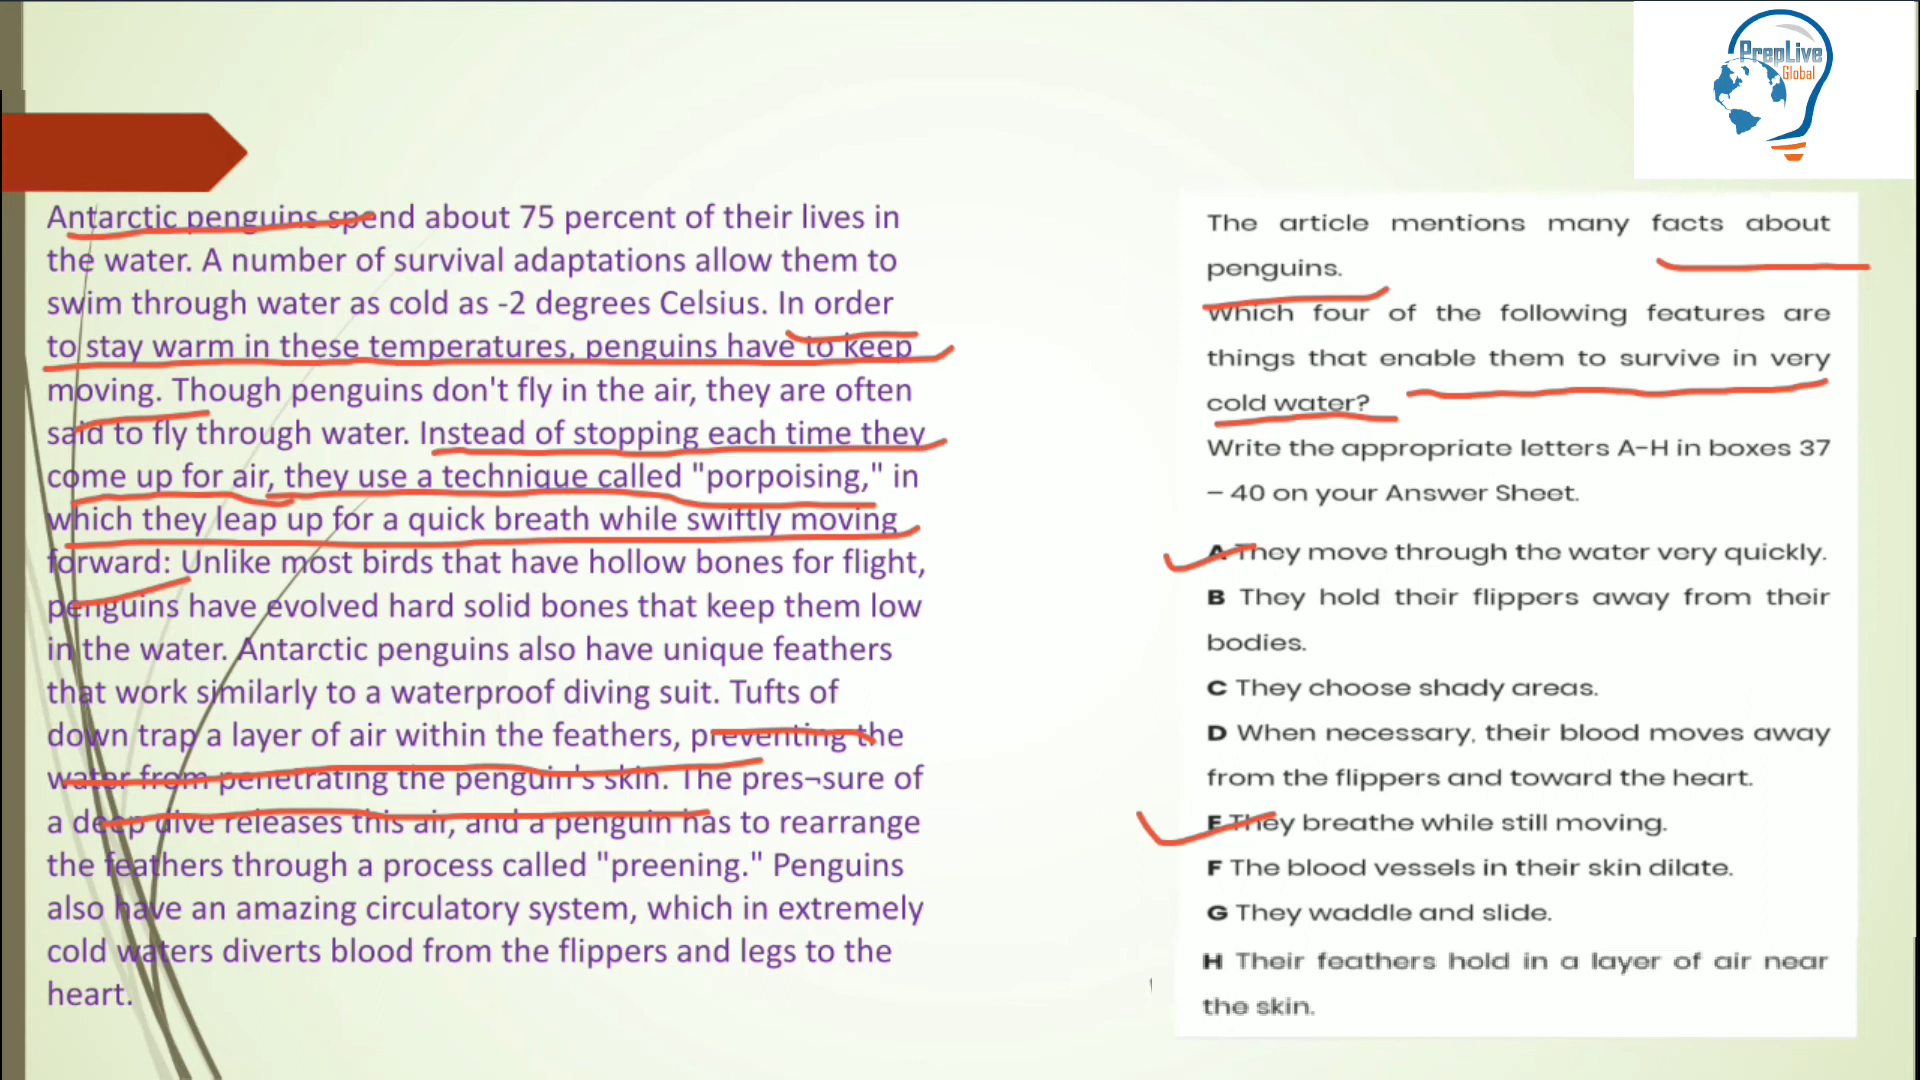 PrepLive
Global
Antarctic penguins spend about 75 percent of their lives in
the water. A number of survival adaptations allow them to
swim through water as cold as -2 degrees Celsius. In order
to stay warm in these temperatures, penguins have to keep
moving. Though penguins don't fly in the air, they are often
said to fly through water. Instead of stopping each time they
come up for air, they use a technique called "porpoising," in
which they leap up for a quick breath while swiftly moving
forward: Unlike most birds that have hollow bones for flight,
penguins have evolved hard solid bones that keep them low
in the water. Antarctic penguins also have unique feathers
that work similarly to a waterproof diving suit. Tufts of
down trap a layer of air within the feathers, preventing the
water from penetrating the penguin's skin. The pres¬sure of
a deep dive releases this air, and a penguin has to rearrange
the feathers through a process called "preening." Penguins
also have an amazing circulatory system, which in extremely
cold waters diverts blood from the flippers and legs to the
heart.
The article mentions many facts about
penguins.
Which four of the following features are
things that enable them to survive in very
cold water?
Write the appropriate letters A-H in boxes 37
– 40 on your Answer Sheet.
A They move through the water very quickly.
B They hold their flippers away from their
bodies.
C They choose shady areas.
D When necessary, their blood moves away
from the flippers and toward the heart.
E They breathe while still moving.
F The blood vessels in their skin dilate.
G They waddle and slide.
H Their feathers hold in a layer of air near
the skin.